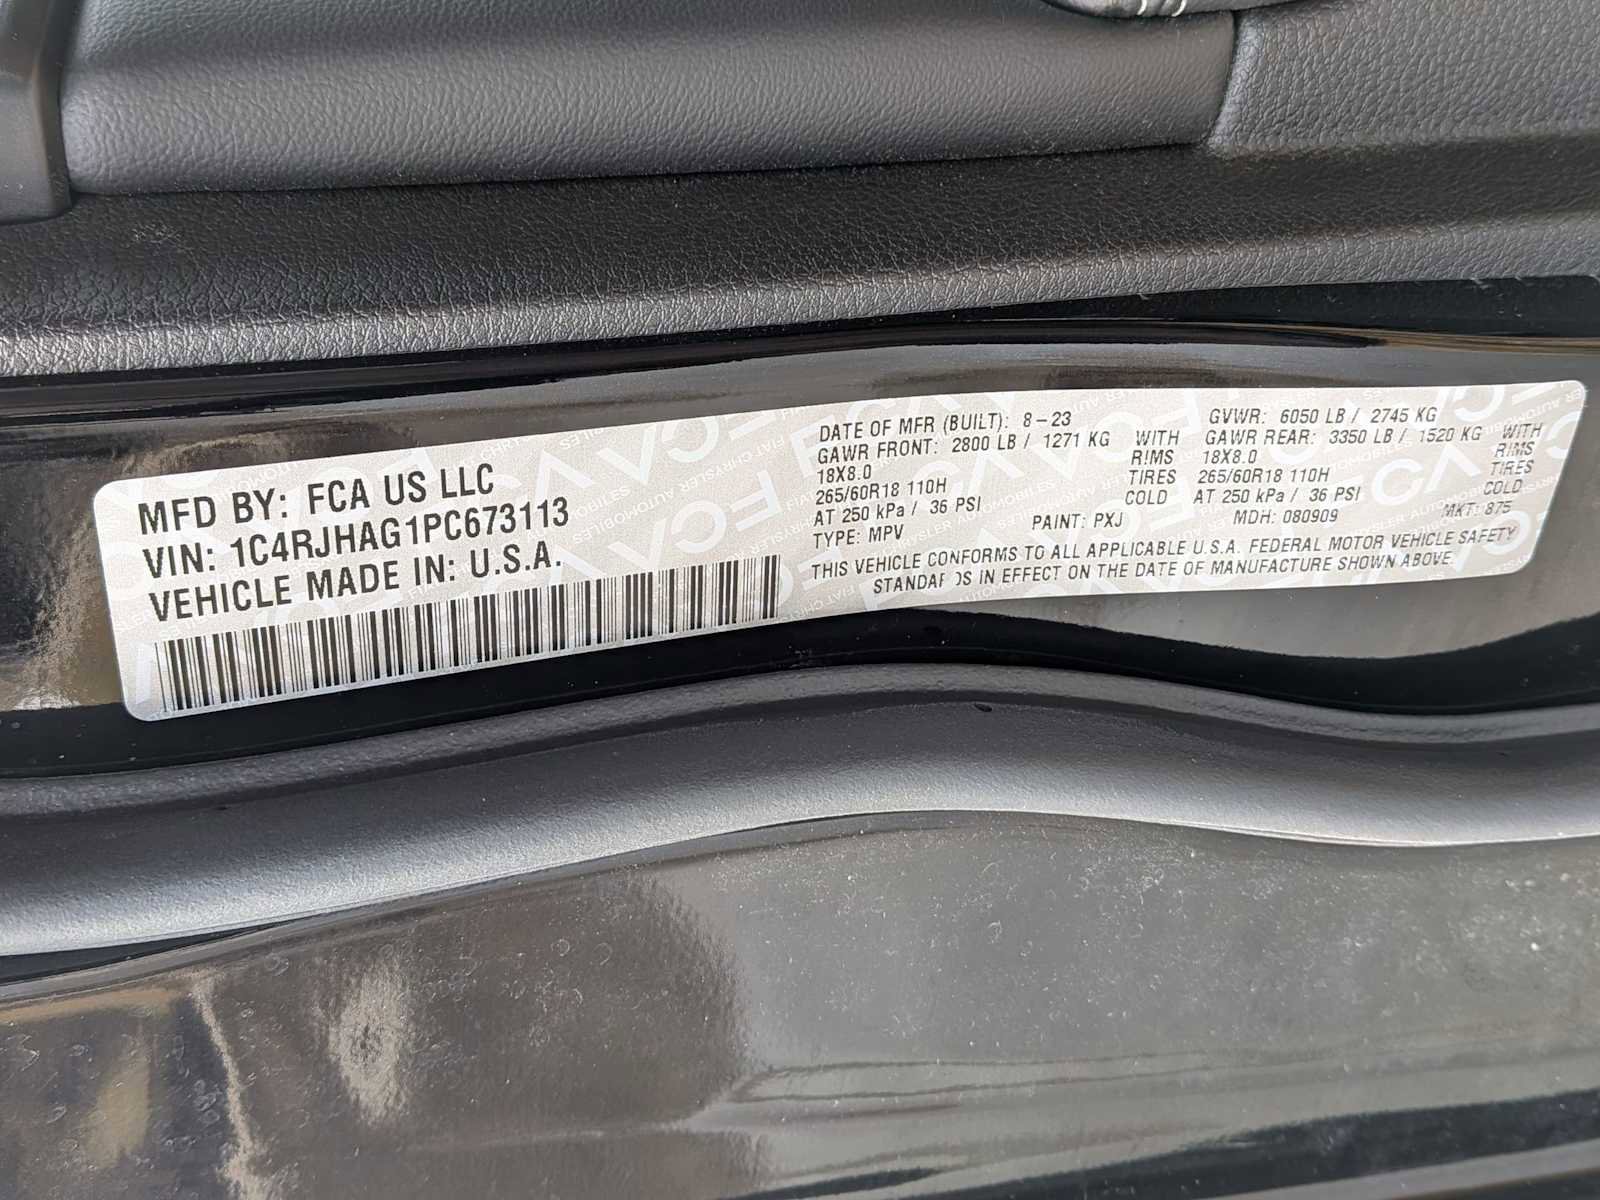 MFD BY: FCA US LLC
VIN: 1C4RJHAG1PC673113
VEHICLE MADE IN: U.S.A.
DATE OF MFR (BUILT): 8-23 GVWR: 6050 LB / 2745 KG
GAWR FRONT: 2800 LB / 1271 KG WITH GAWR REAR: 3350 LB / 1520 KG WITH
18X8.0 RIMS 18X8.0 RIMS
265/60R18 110H TIRES 265/60R18 110H TIRES
AT 250 kPa / 36 PSI COLD AT 250 kPa / 36 PSI COLD
TYPE: MPV PAINT: PXJ MDH: 080909 MKT: 875
THIS VEHICLE CONFORMS TO ALL APPLICABLE U.S.A. FEDERAL MOTOR VEHICLE SAFETY
STANDARDS IN EFFECT ON THE DATE OF MANUFACTURE SHOWN ABOVE.